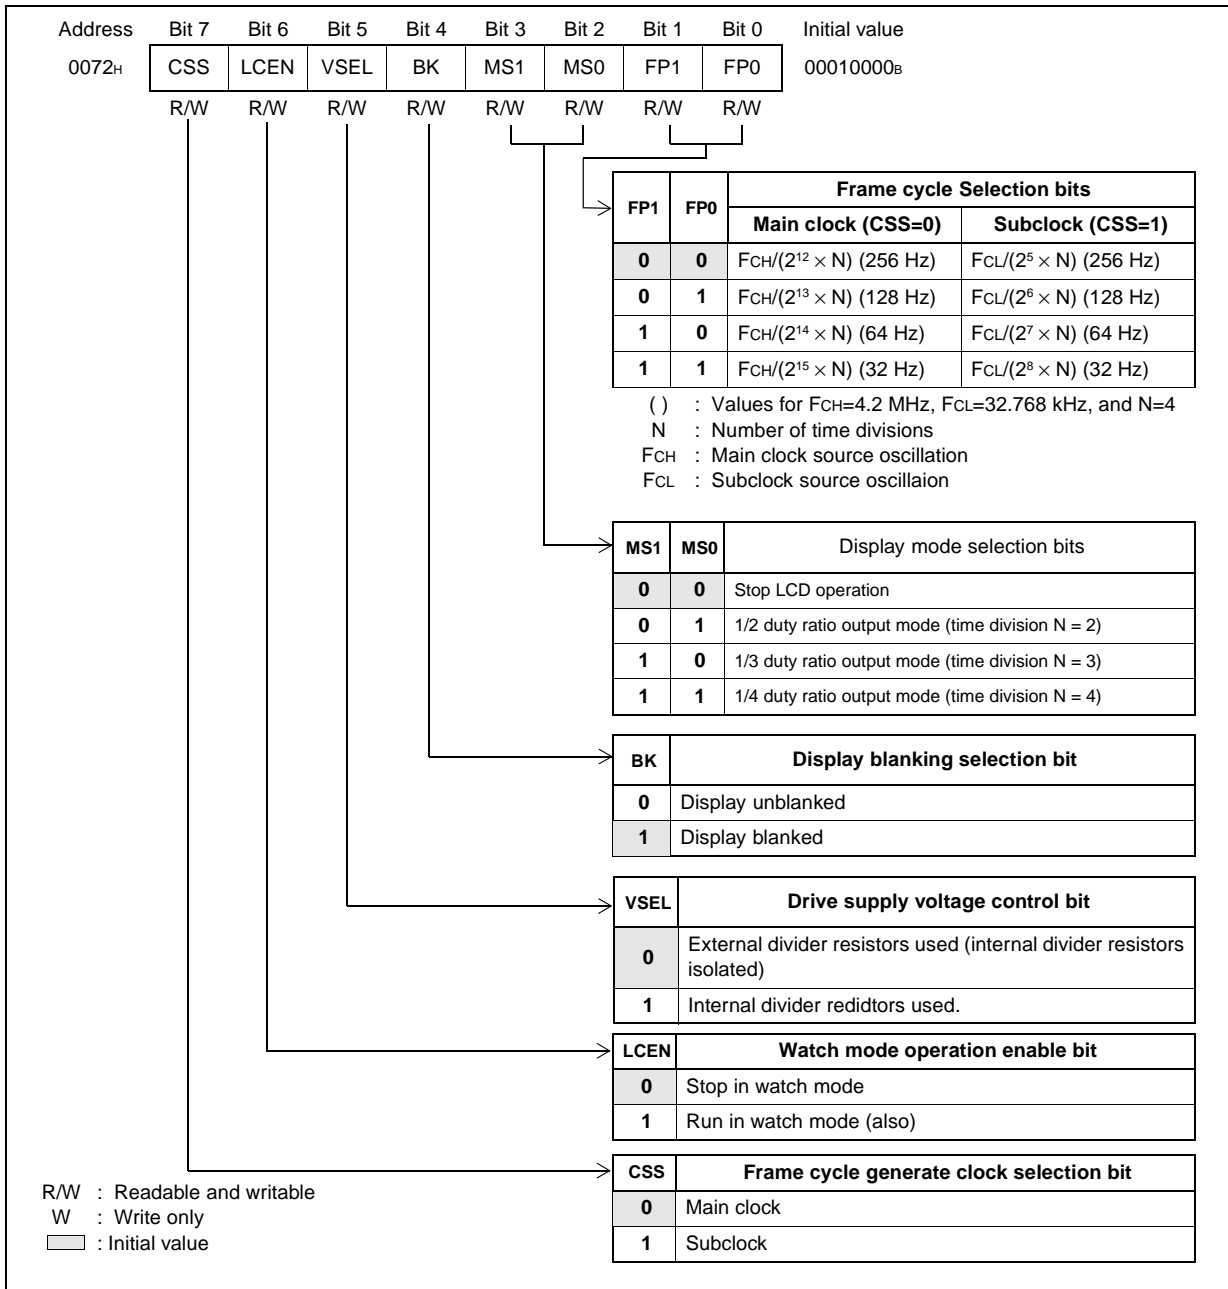 Address Bit 7 Bit 6 Bit 5 Bit 4 Bit 3 Bit 2 Bit 1 Bit 0 Initial value
0072H CSS LCEN VSEL BK MS1 MS0 FP1 FP0 00010000B
R/W R/W R/W R/W R/W R/W R/W R/W
FP1 FP0 Frame cycle Selection bits
Main clock (CSS=0) Subclock (CSS=1)
0 0 FCH/(2¹² × N) (256 Hz) FCL/(2⁵ × N) (256 Hz)
0 1 FCH/(2¹³ × N) (128 Hz) FCL/(2⁶ × N) (128 Hz)
1 0 FCH/(2¹⁴ × N) (64 Hz) FCL/(2⁷ × N) (64 Hz)
1 1 FCH/(2¹⁵ × N) (32 Hz) FCL/(2⁸ × N) (32 Hz)
( ) : Values for FCH=4.2 MHz, FCL=32.768 kHz, and N=4
N : Number of time divisions
FCH : Main clock source oscillation
FCL : Subclock source oscillaion
MS1 MS0 Display mode selection bits
0 0 Stop LCD operation
0 1 1/2 duty ratio output mode (time division N = 2)
1 0 1/3 duty ratio output mode (time division N = 3)
1 1 1/4 duty ratio output mode (time division N = 4)
BK Display blanking selection bit
0 Display unblanked
1 Display blanked
VSEL Drive supply voltage control bit
0 External divider resistors used (internal divider resistors
isolated)
1 Internal divider redidtors used.
LCEN Watch mode operation enable bit
0 Stop in watch mode
1 Run in watch mode (also)
CSS Frame cycle generate clock selection bit
0 Main clock
1 Subclock
R/W : Readable and writable
W : Write only
: Initial value